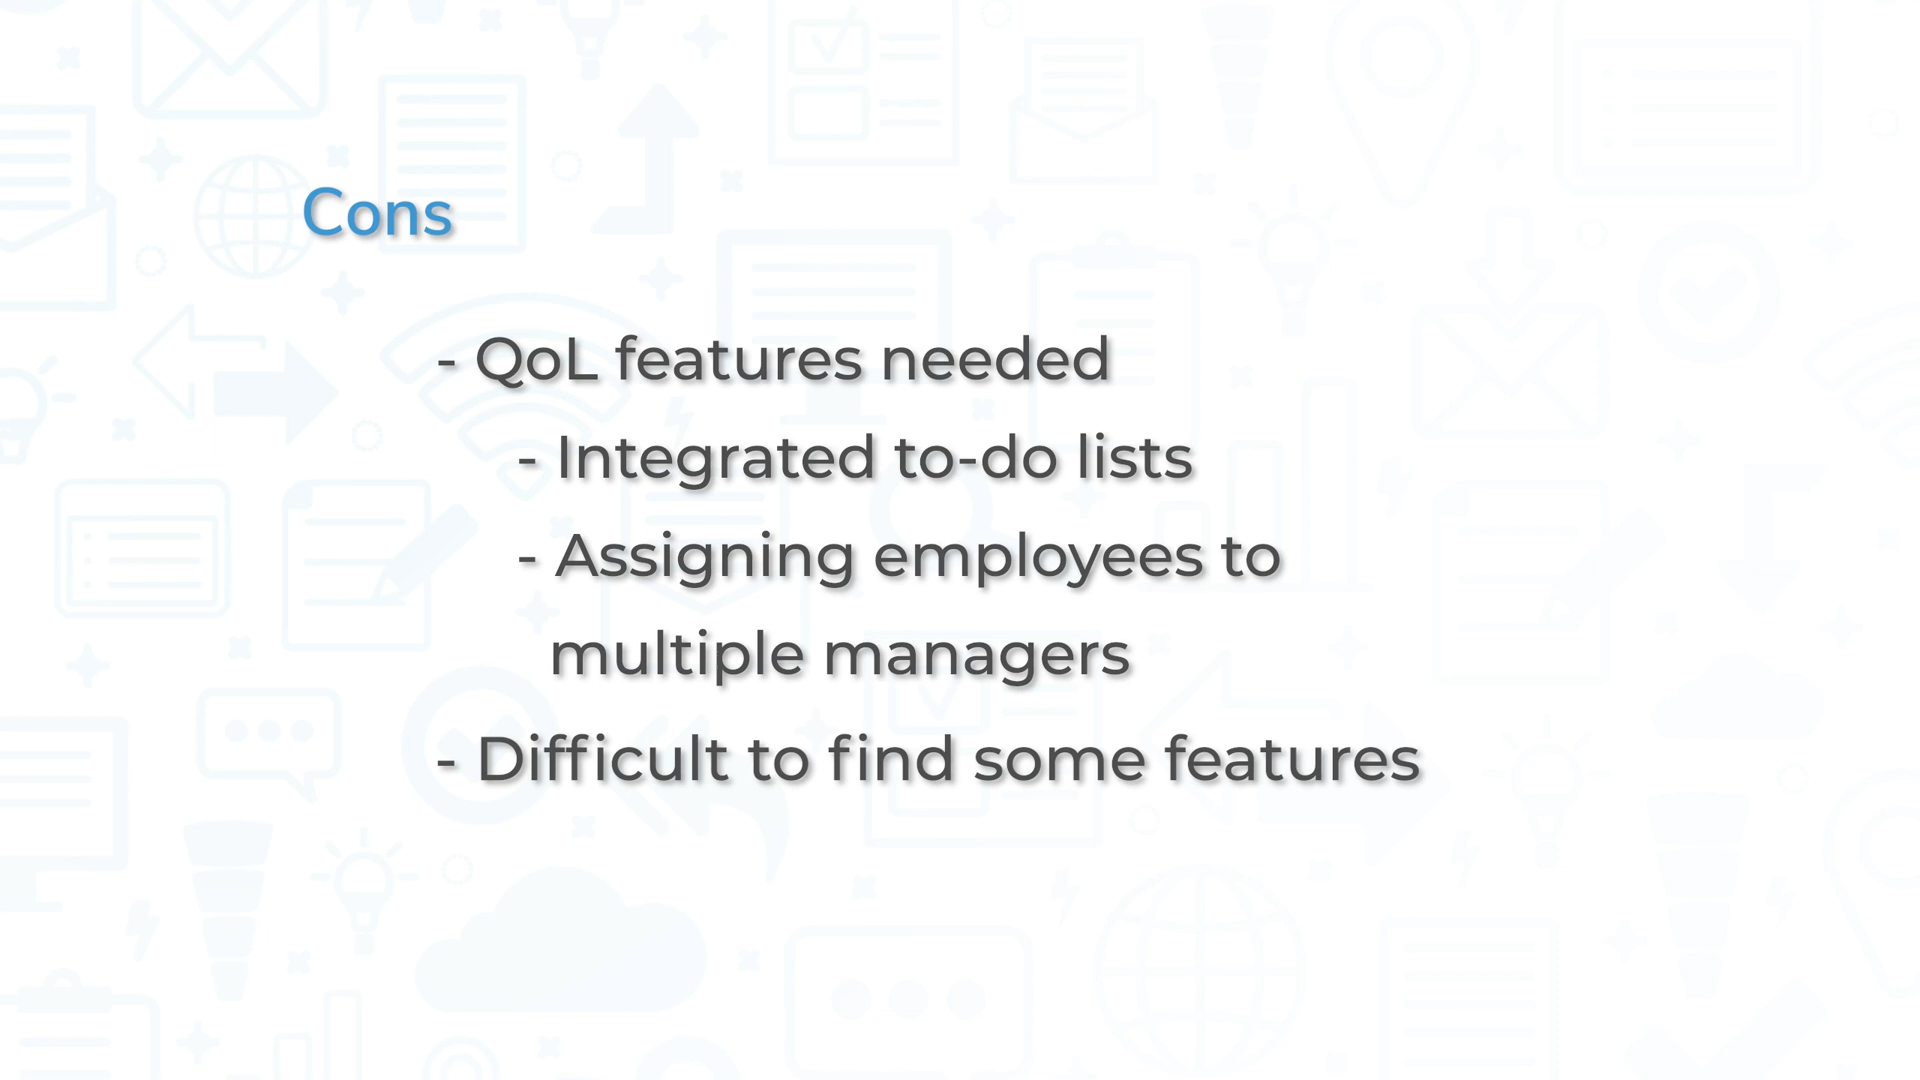 Cons
- QoL features needed
- Integrated to-do lists
- Assigning employees to
multiple managers
- Difficult to find some features